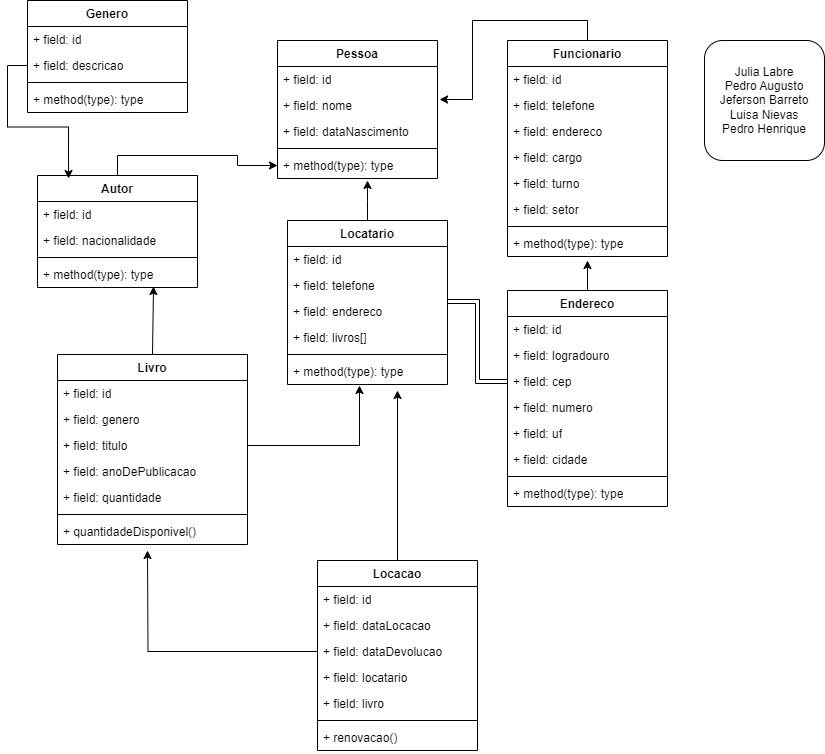 Genero
+ field: id
+ field: descricao
+ method(type): type
Pessoa
+ field: id
+ field: nome
+ field: dataNascimento
+ method(type): type
Funcionario
+ field: id
+ field: telefone
+ field: endereco
+ field: cargo
+ field: turno
+ field: setor
+ method(type): type
Julia Labre
Pedro Augusto
Jeferson Barreto
Luisa Nievas
Pedro Henrique
Autor
+ field: id
+ field: nacionalidade
+ method(type): type
Locatario
+ field: id
+ field: telefone
+ field: endereco
+ field: livros[]
+ method(type): type
Endereco
+ field: id
+ field: logradouro
+ field: cep
+ field: numero
+ field: uf
+ field: cidade
+ method(type): type
Livro
+ field: id
+ field: genero
+ field: titulo
+ field: anoDePublicacao
+ field: quantidade
+ quantidadeDisponivel()
Locacao
+ field: id
+ field: dataLocacao
+ field: dataDevolucao
+ field: locatario
+ field: livro
+ renovacao()